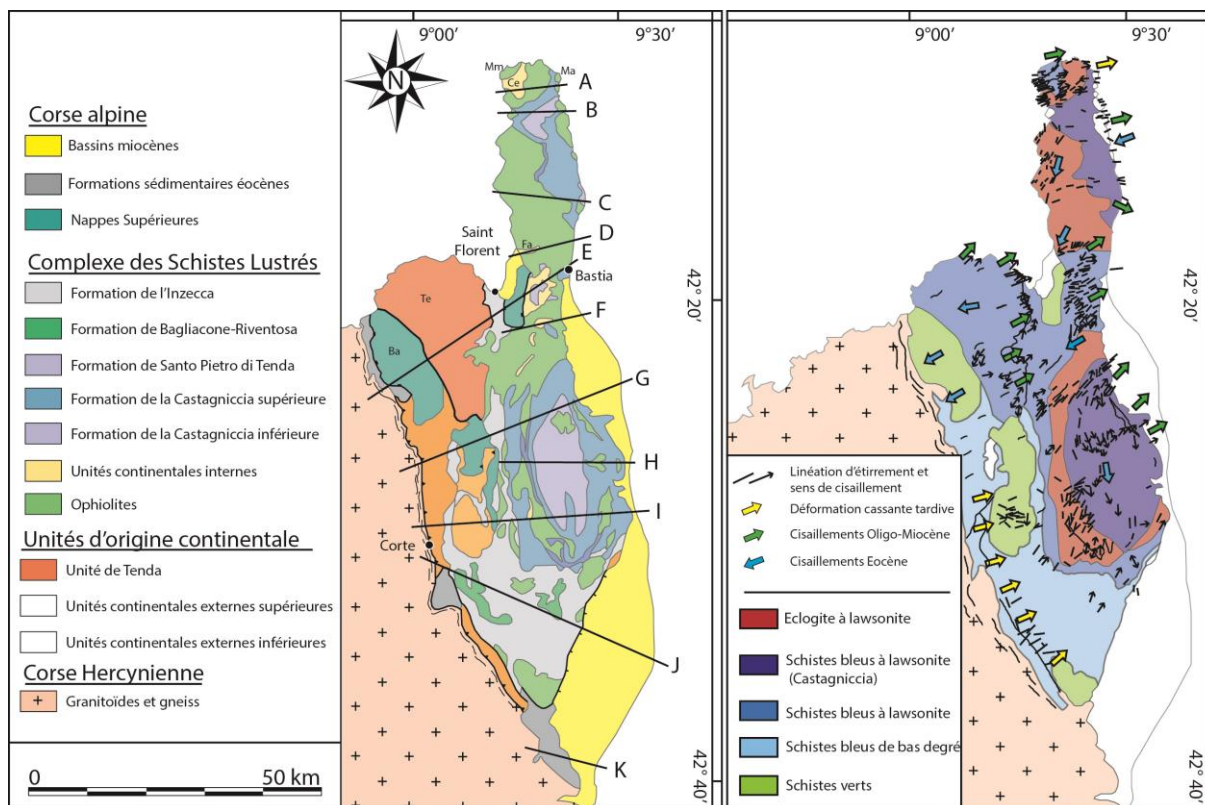 Corse alpine
Bassins miocènes
Formations sédimentaires éocènes
Nappes Supérieures
Complexe des Schistes Lustrés
Formation de l'Inzecca
Formation de Bagliacone-Riventosa
Formation de Santo Pietro di Tenda
Formation de la Castagniccia supérieure
Formation de la Castagniccia inférieure
Unités continentales internes
Ophiolites
Unités d'origine continentale
Unité de Tenda
Unités continentales externes supérieures
Unités continentales externes inférieures
Corse Hercynienne
Granitoïdes et gneiss
0 50 km
9°00’ 9°30’
N
Mm Ma
Ce
A
B
C
D
E
Saint
Florent
Fa
Bastia
Te
F
Ba
G
H
I
Corte
J
K
42° 20’
42° 40’
9°00’ 9°30’
42° 20’
42° 40’
Linéation d'étirrement et
sens de cisaillement
Déformation cassante tardive
Cisaillements Oligo-Miocène
Cisaillements Eocène
Eclogite à lawsonite
Schistes bleus à lawsonite
(Castagniccia)
Schistes bleus à lawsonite
Schistes bleus de bas degré
Schistes verts